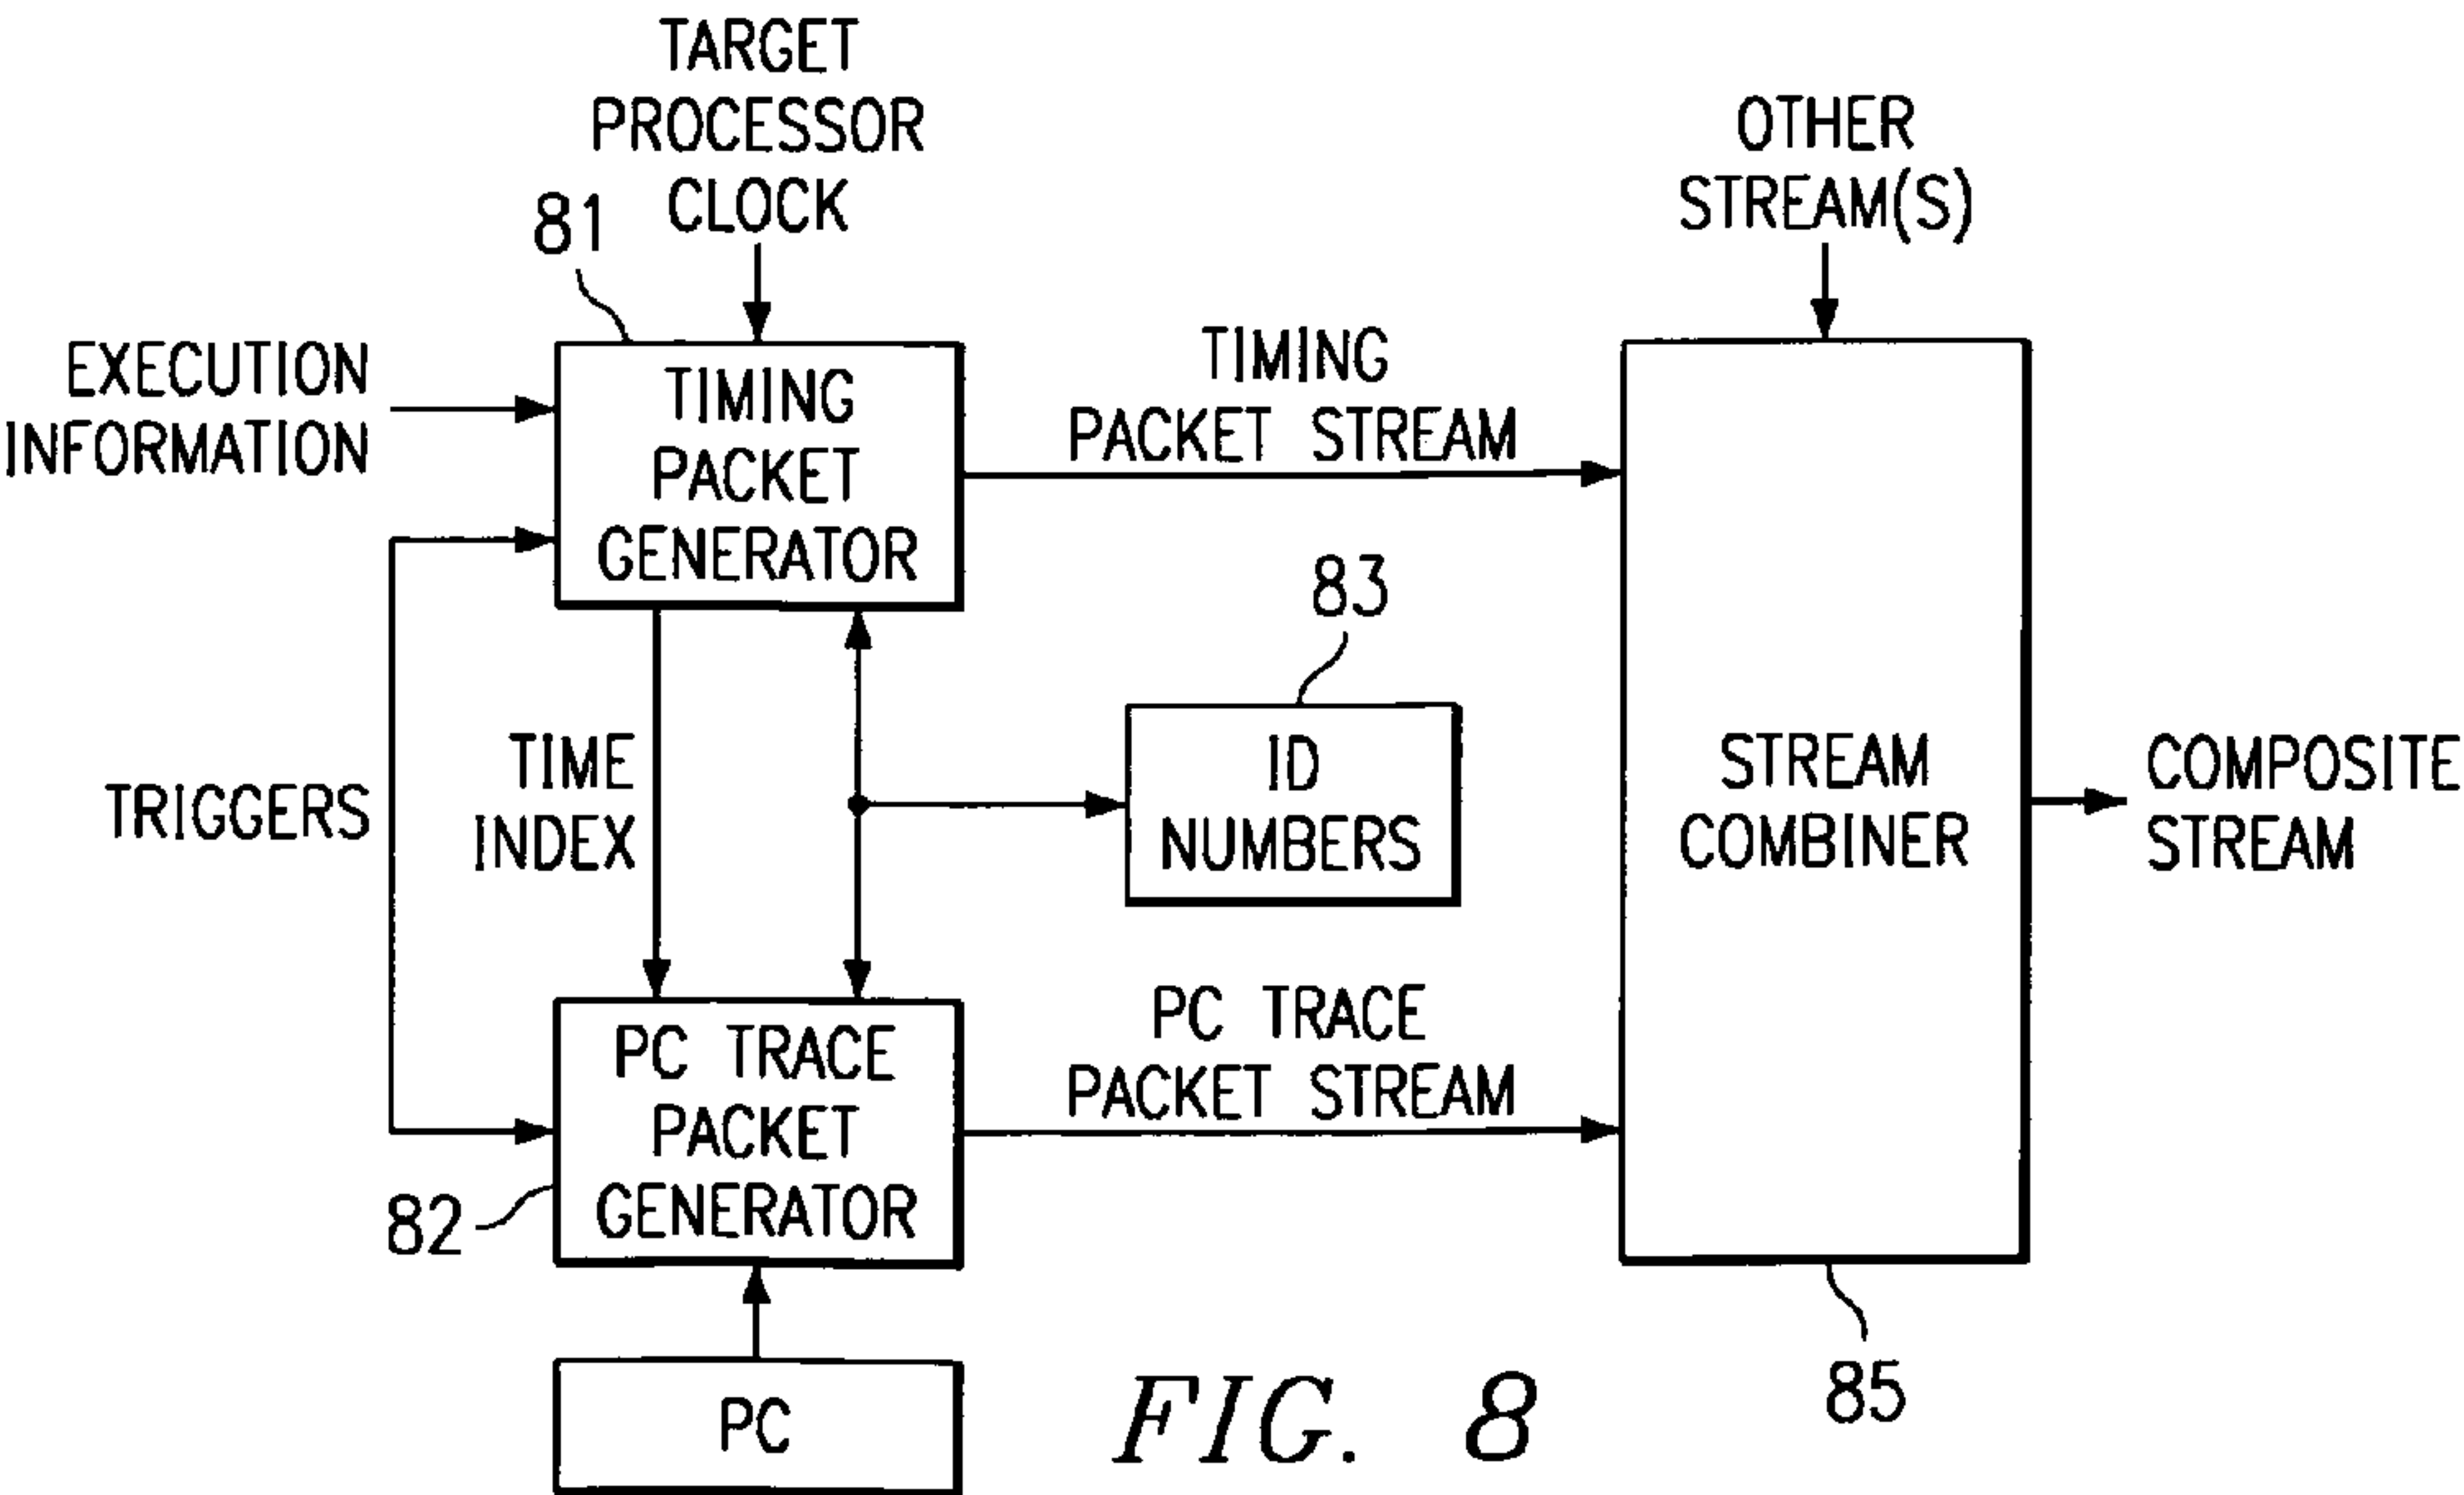 TARGET
PROCESSOR
CLOCK
81
OTHER
STREAM(S)
EXECUTION
INFORMATION
TIMING
PACKET
GENERATOR
TIMING
PACKET STREAM
83
TRIGGERS
TIME
INDEX
ID
NUMBERS
STREAM
COMBINER
COMPOSITE
STREAM
PC TRACE
PACKET
GENERATOR
PC TRACE
PACKET STREAM
82
PC
85
FIG. 8